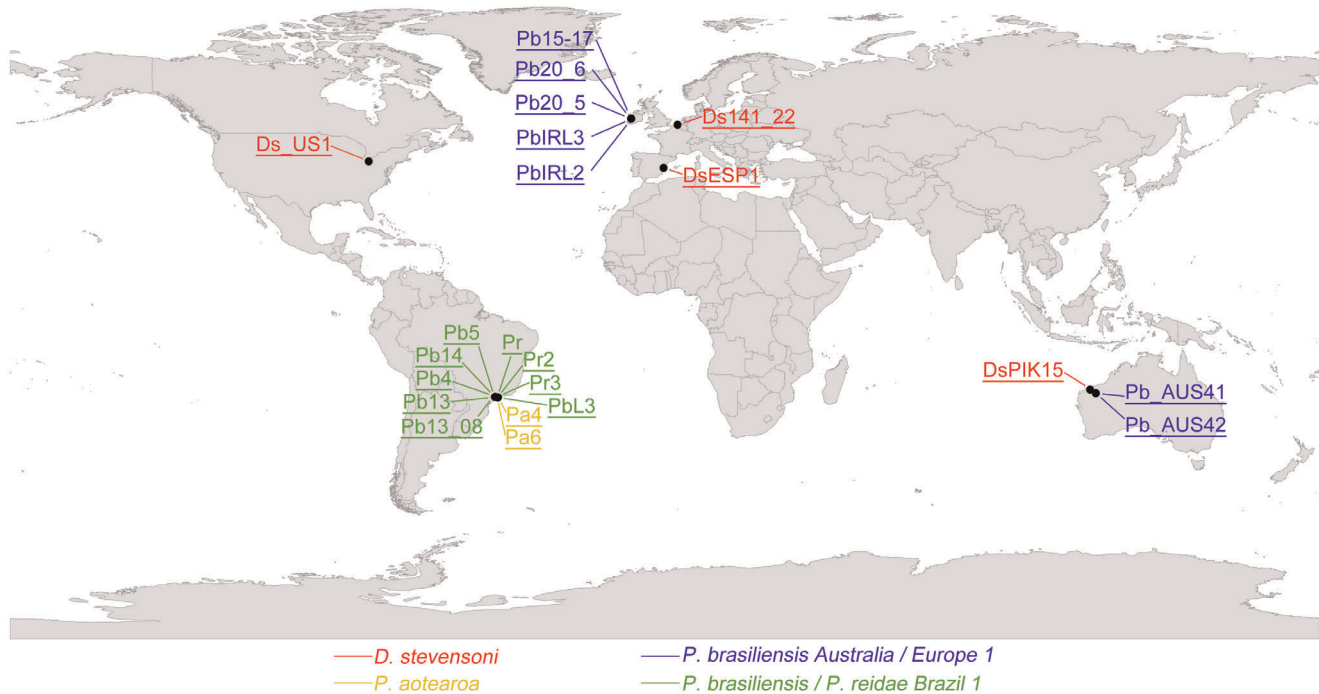 Pb15-17
Pb20_6
Pb20_5
PbIRL3
PbIRL2
Ds141_22
DsESP1
Ds_US1
Pb5
Pr
Pb14
Pr2
Pb4
Pr3
Pb13
PbL3
Pb13_08
Pa4
Pa6
DsPIK15
Pb_AUS41
Pb_AUS42
D. stevensoni
P. brasiliensis Australia / Europe 1
P. aotearoa
P. brasiliensis / P. reidae Brazil 1